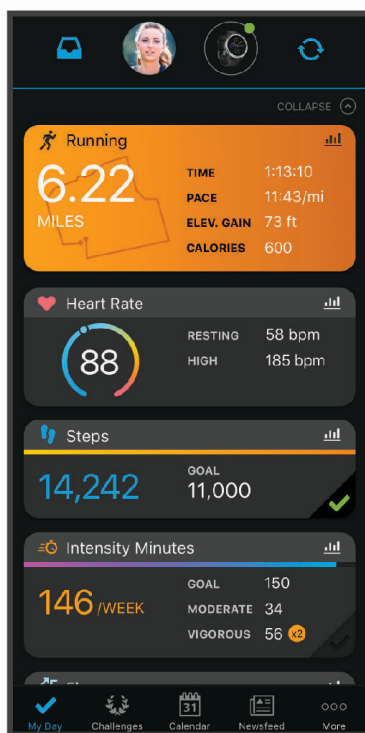 COLLAPSE
Running
6.22
MILES
TIME 1:13:10
PACE 11:43/mi
ELEV. GAIN 73 ft
CALORIES 600
Heart Rate
88
RESTING 58 bpm
HIGH 185 bpm
Steps
14,242
GOAL
11,000
Intensity Minutes
146 /WEEK
GOAL 150
MODERATE 34
VIGOROUS 56 x2
31
My Day Challenges Calendar Newsfeed More